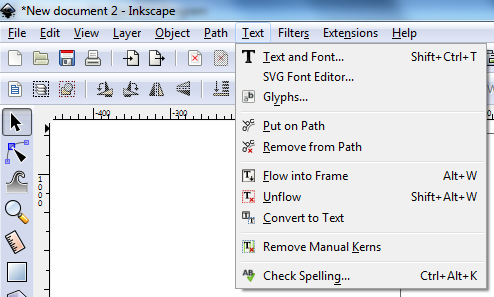 *New document 2 - Inkscape
File Edit View Layer Object Path Text Filters Extensions Help
Text and Font... Shift+Ctrl+T
SVG Font Editor...
Glyphs...
Put on Path
Remove from Path
Flow into Frame Alt+W
Unflow Shift+Alt+W
Convert to Text
Remove Manual Kerns
Check Spelling... Ctrl+Alt+K
-400 -300
1000